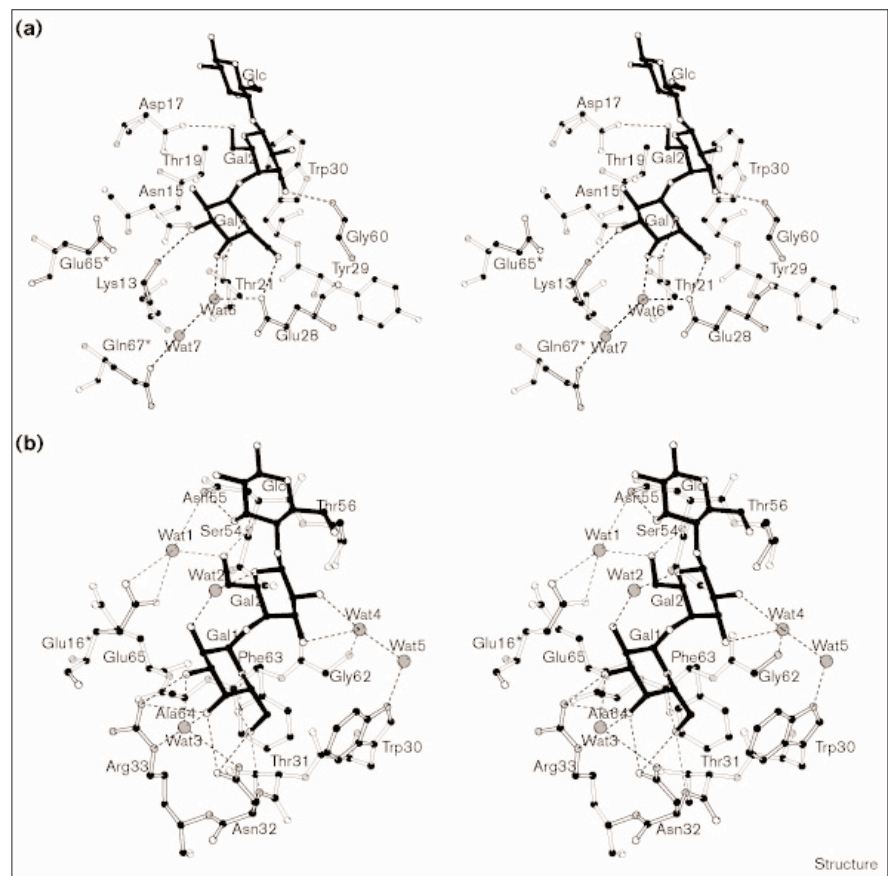 (a)
Glc Glc
Asp17 Asp17
Thr19 Gal2 Trp30 Thr19 Gal2 Trp30
Asn15 Asn15
Gal Gal
Glu65* Gly60 Glu65* Gly60
Lys13 Thr21 Tyr29 Lys13 Thr21 Tyr29
Wat6 Wat6
Gln67* Wat7 Glu28 Gln67* Wat7 Glu28
(b)
Asn55 Glc Thr56 Asn55 Glc Thr56
Wat1 Ser54 Wat1 Ser54
Wat2 Wat2
Gal2 Wat4 Gal2 Wat4
Glu16* Gal1 Wat5 Glu16* Gal1 Wat5
Glu65 Phe63 Gly62 Glu65 Phe63 Gly62
Ala64 Ala64
Wat3 Trp30 Wat3 Trp30
Arg33 Thr31 Arg33 Thr31
Asn32 Asn32
Structure